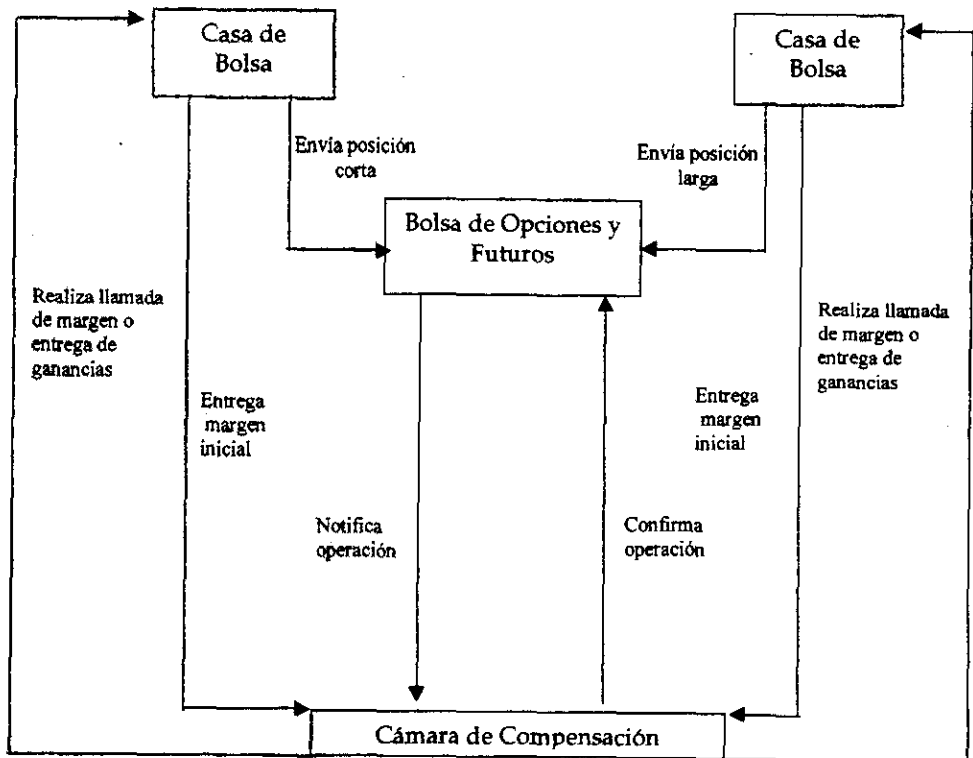 Casa de
Bolsa
Casa de
Bolsa
Envía posición
corta
Envía posición
larga
Bolsa de Opciones y
Futuros
Realiza llamada
de margen o
entrega de
ganancias
Realiza llamada
de margen o
entrega de
ganancias
Entrega
margen
inicial
Entrega
margen
inicial
Notifica
operación
Confirma
operación
Cámara de Compensación